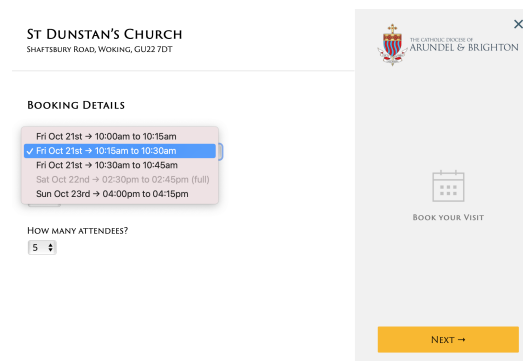 St Dunstan's Church
Shaftsbury Road, Woking, GU22 7DT
Booking Details
Fri Oct 21st → 10:00am to 10:15am
✓ Fri Oct 21st → 10:15am to 10:30am
Fri Oct 21st → 10:30am to 10:45am
Sat Oct 22nd → 02:30pm to 02:45pm (full)
Sun Oct 23rd → 04:00pm to 04:15pm
How many attendees?
5
The Catholic Diocese of
Arundel & Brighton
Book your Visit
Next →